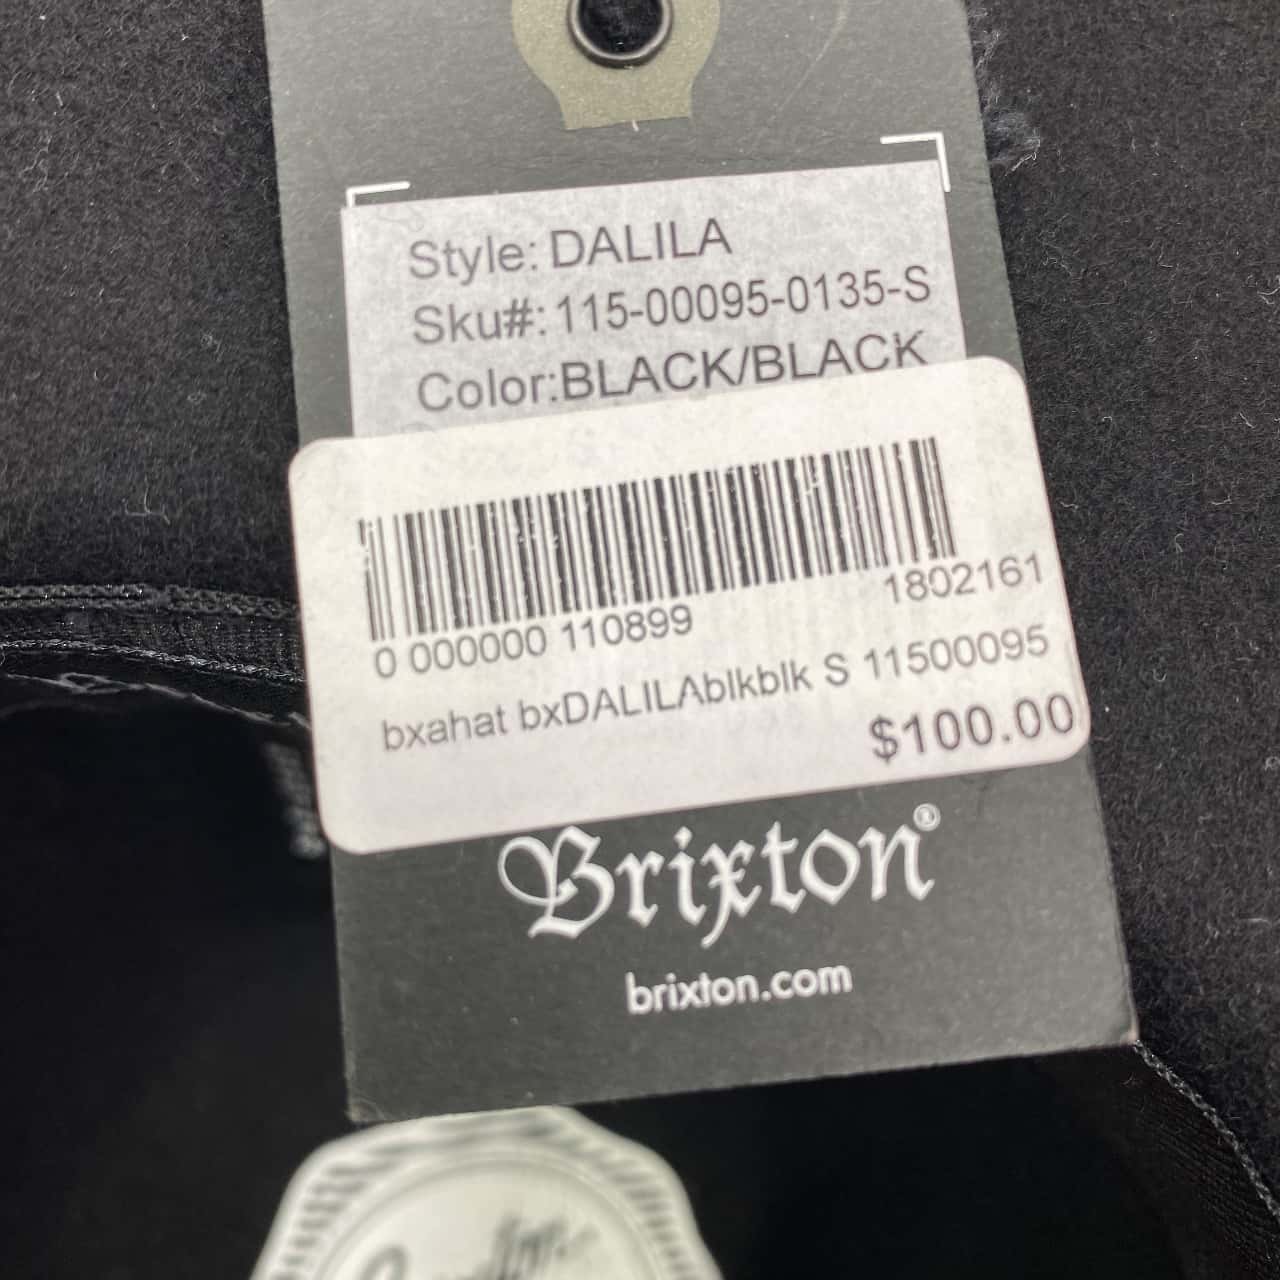 Style: DALILA
Sku#: 115-00095-0135-S
Color:BLACK/BLACK
0 000000 110899
1802161
bxahat bxDALILAblkblk S 11500095
$100.00
Brixton®
brixton.com